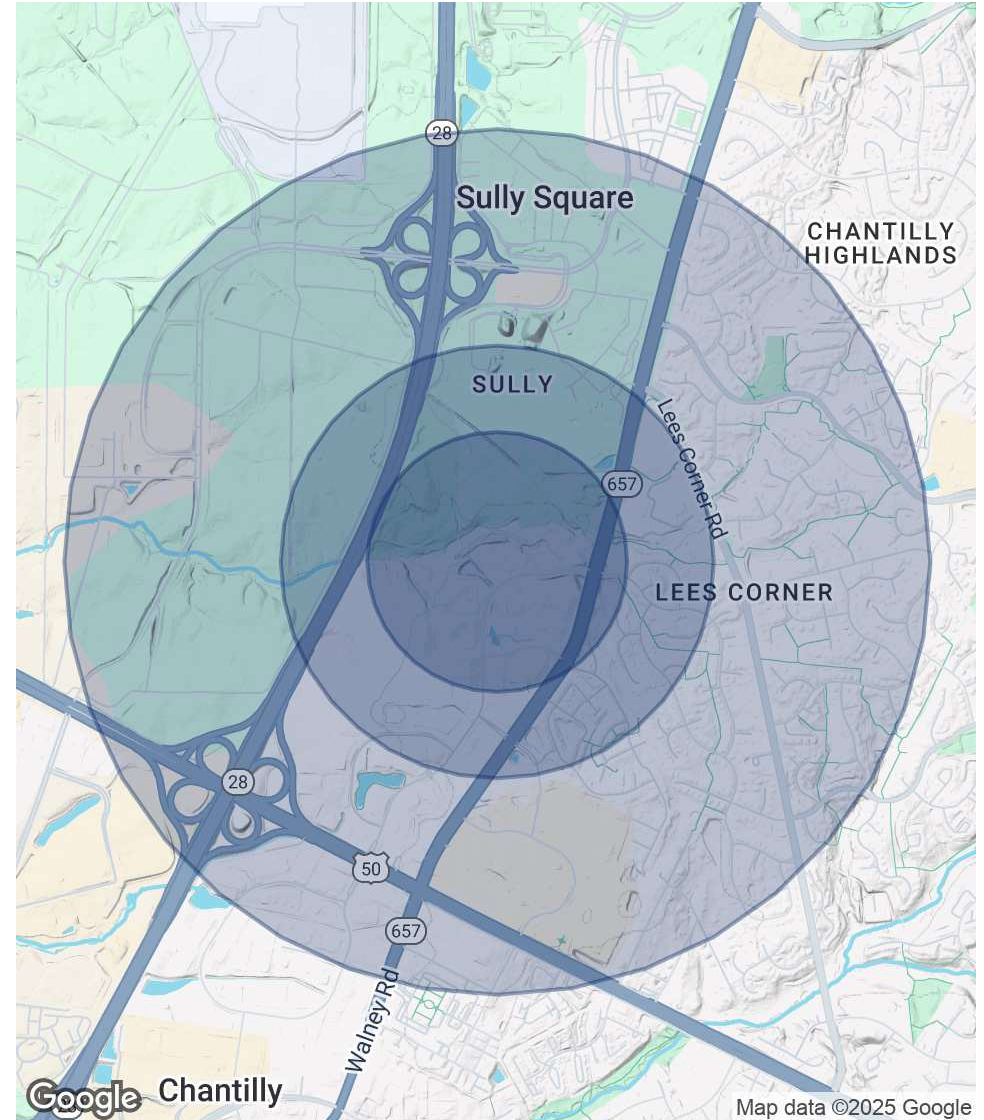 28
Sully Square
CHANTILLY
HIGHLANDS
SULLY
Lees Corner Rd
657
LEES CORNER
28
50
657
Walney Rd
Chantilly
Google
Map data ©2025 Google